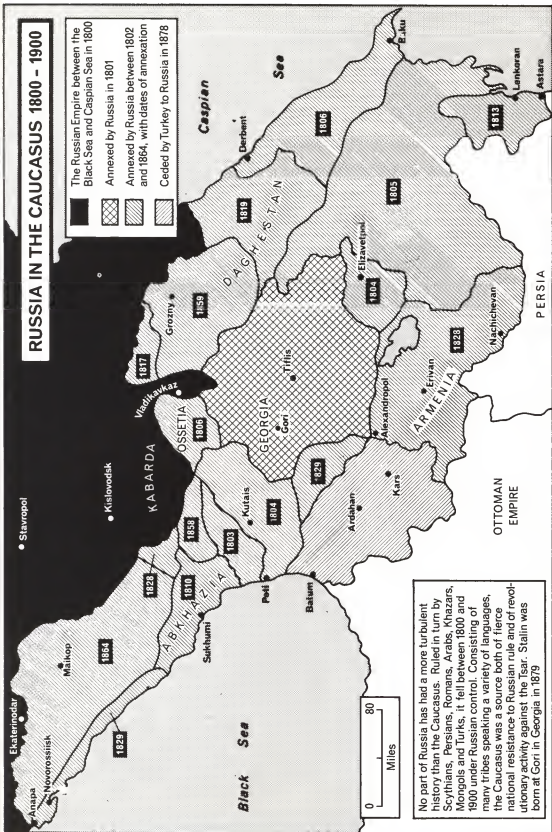 RUSSIA IN THE CAUCASUS 1800 - 1900
The Russian Empire between the
Black Sea and Caspian Sea in 1800
Annexed by Russia in 1801
Annexed by Russia between 1802
and 1864, with dates of annexation
Ceded by Turkey to Russia in 1878
Caspian
Sea
Stavropol
Ekaterinodar
Kislovodsk
KABARDA
Anapa
Novorossiisk
Maikop
1864
1829
1828
1810
ABKHAZIA
Sukhumi
1858
1803
1804
Kutais
Poti
Batum
OSSETIA
1806
Vladikavkaz
1817
Grozny
1859
DAGHESTAN
1819
Derbent
1806
Baku
GEORGIA
Gori
Tiflis
1829
Ardahan
Kars
Alexandropol
ARMENIA
Erivan
1828
Nachichevan
1804
Elizavetpol
1805
1813
Lenkoran
Astara
PERSIA
OTTOMAN
EMPIRE
Black Sea
0 80
Miles
No part of Russia has had a more turbulent
history than the Caucasus. Ruled in turn by
Scythians, Persians, Romans, Arabs, Khazars,
Mongols and Turks, it fell between 1800 and
1900 under Russian control. Consisting of
many tribes speaking a variety of languages,
the Caucasus was a source both of fierce
national resistance to Russian rule and of revol-
utionary activity against the Tsar. Stalin was
born at Gori in Georgia in 1879